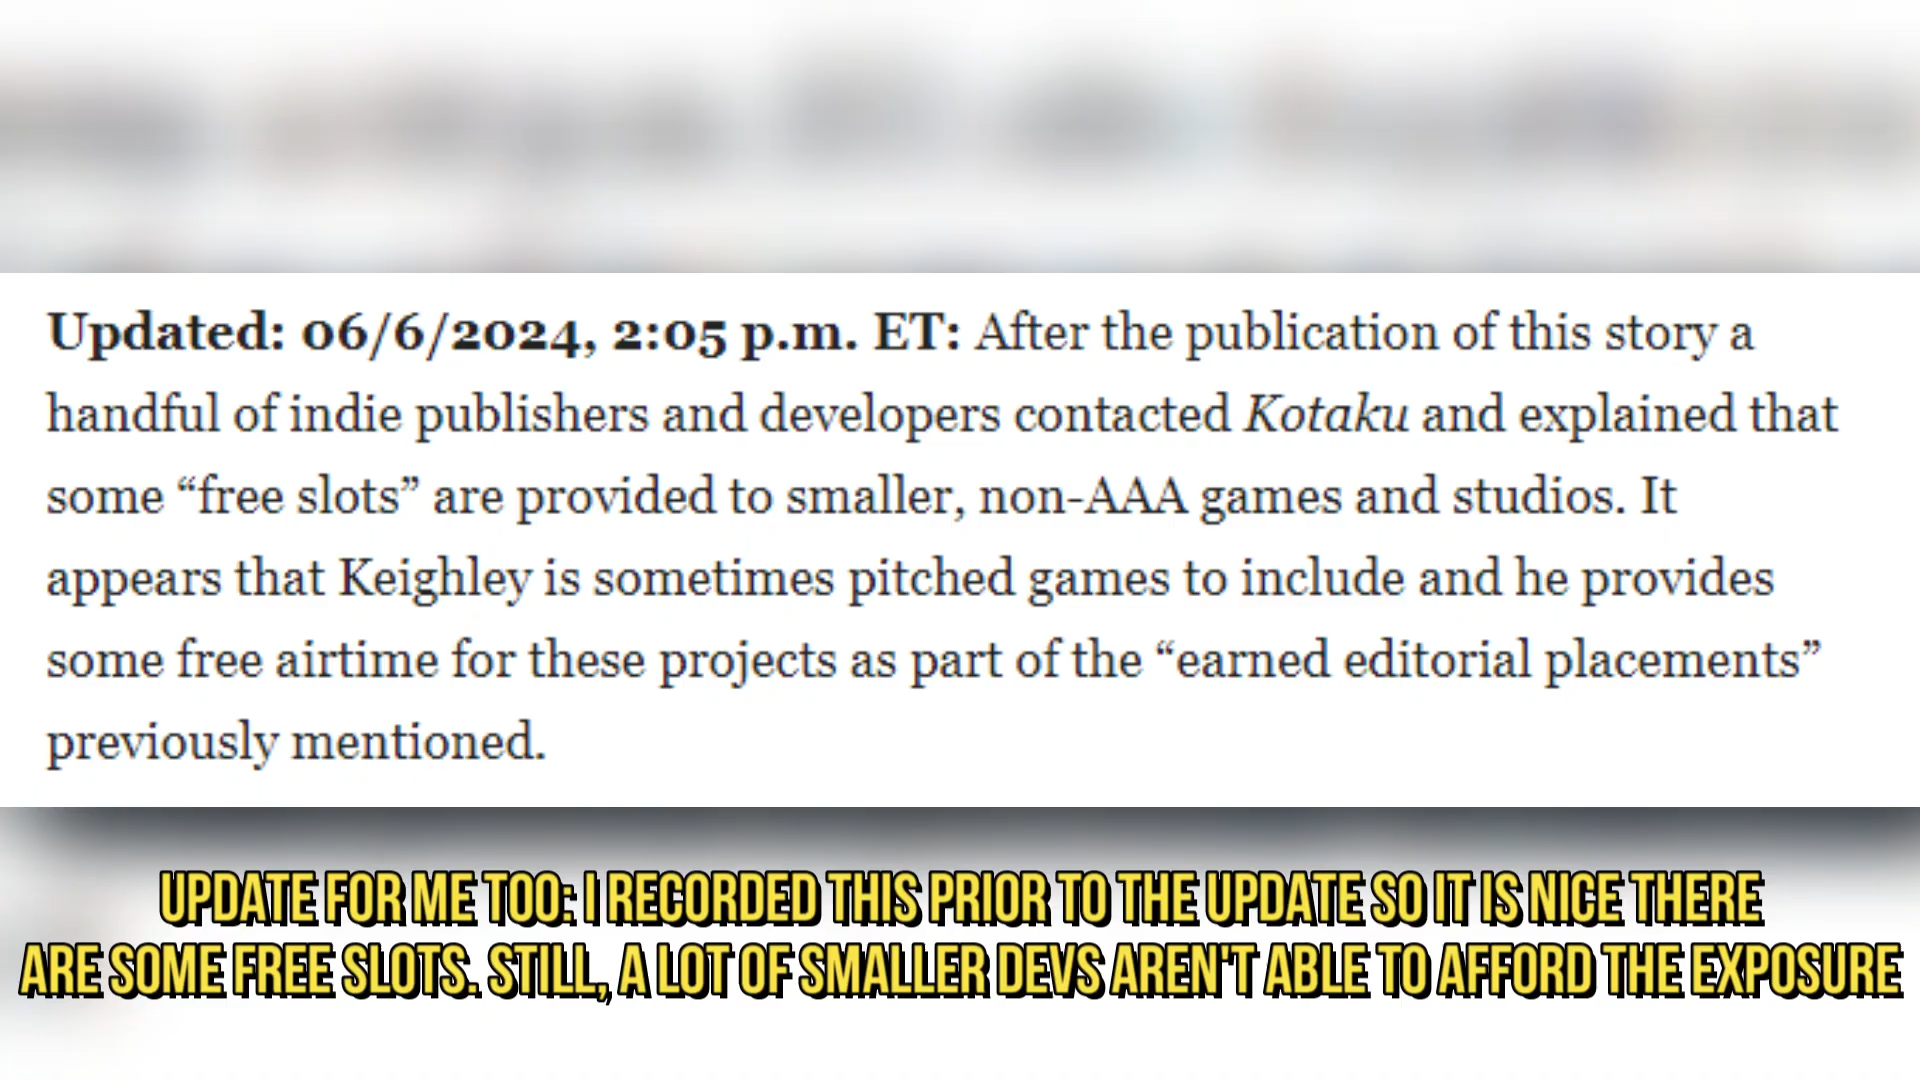 Updated: 06/6/2024, 2:05 p.m. ET: After the publication of this story a
handful of indie publishers and developers contacted Kotaku and explained that
some “free slots” are provided to smaller, non-AAA games and studios. It
appears that Keighley is sometimes pitched games to include and he provides
some free airtime for these projects as part of the “earned editorial placements”
previously mentioned.
UPDATE FOR ME TOO: I RECORDED THIS PRIOR TO THE UPDATE SO IT IS NICE THERE
ARE SOME FREE SLOTS. STILL, A LOT OF SMALLER DEVS AREN'T ABLE TO AFFORD THE EXPOSURE